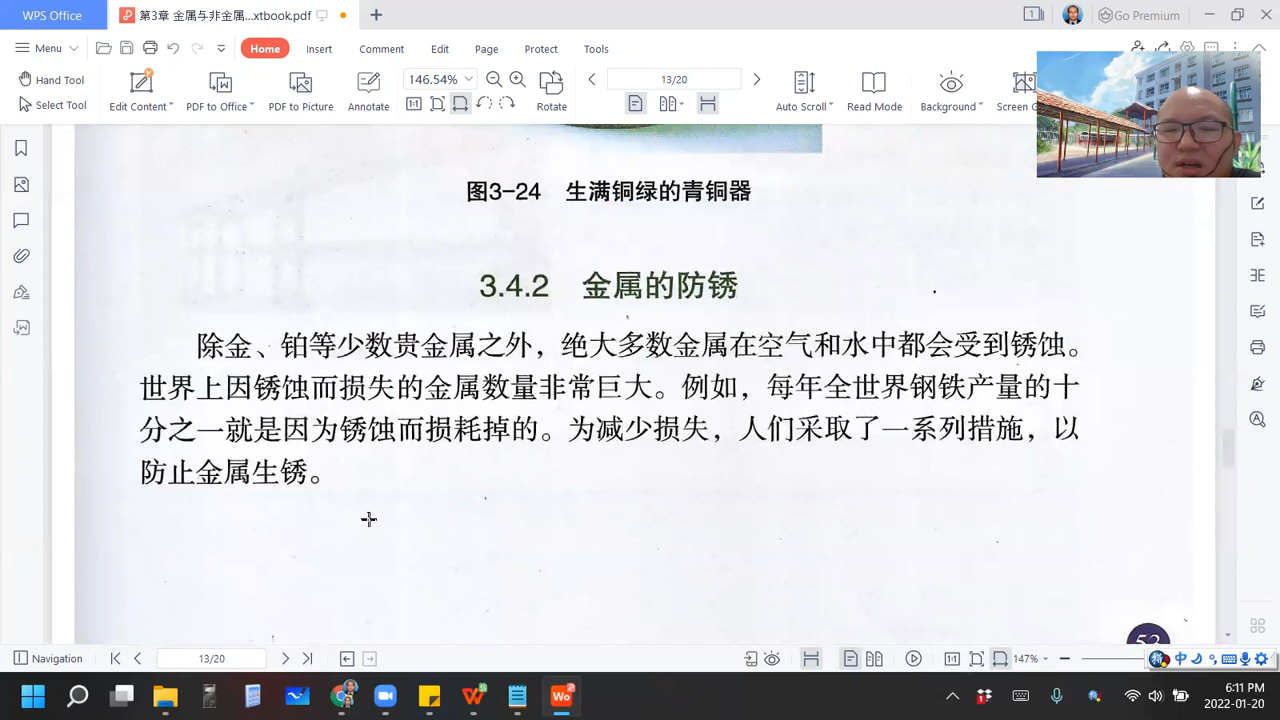 WPS Office
第3章 金属与非金属...xtbook.pdf
Go Premium
Menu
Home
Insert
Comment
Edit
Page
Protect
Tools
Hand Tool
Select Tool
Edit Content
PDF to Office
PDF to Picture
Annotate
146.54%
13/20
Rotate
Auto Scroll
Read Mode
Background
图3-24 生满铜绿的青铜器
3.4.2 金属的防锈
除金、铂等少数贵金属之外，绝大多数金属在空气和水中都会受到锈蚀。
世界上因锈蚀而损失的金属数量非常巨大。例如，每年全世界钢铁产量的十
分之一就是因为锈蚀而损耗掉的。为减少损失，人们采取了一系列措施，以
防止金属生锈。
Navigation
13/20
147%
中
6:11 PM
2022-01-20